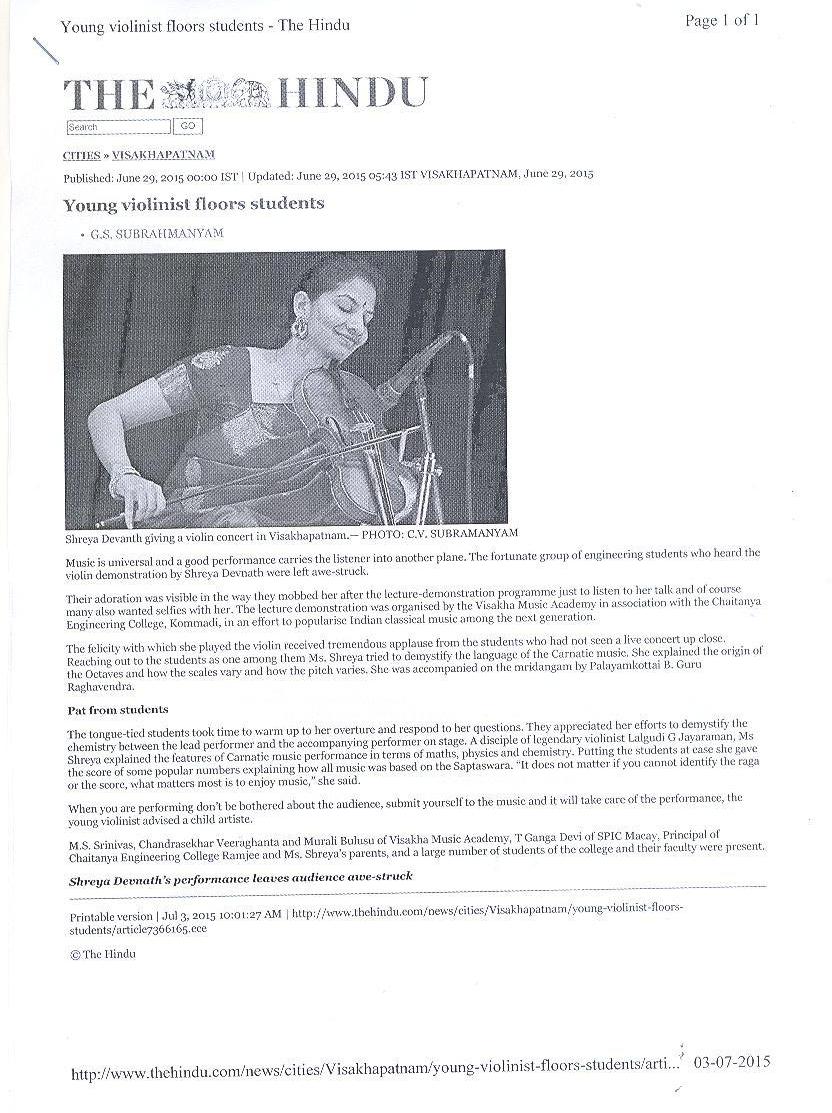 Young violinist floors students - The Hindu
Page 1 of 1
THE HINDU
Search
GO
CITIES » VISAKHAPATNAM
Published: June 29, 2015 00:00 IST | Updated: June 29, 2015 05:43 IST VISAKHAPATNAM, June 29, 2015
Young violinist floors students
• G.S. SUBRAHMANYAM
Shreya Devanth giving a violin concert in Visakhapatnam.— PHOTO: C.V. SUBRAMANYAM
Music is universal and a good performance carries the listener into another plane. The fortunate group of engineering students who heard the
violin demonstration by Shreya Devnath were left awe-struck.
Their adoration was visible in the way they mobbed her after the lecture-demonstration programme just to listen to her talk and of course
many also wanted selfies with her. The lecture demonstration was organised by the Visakha Music Academy in association with the Chaitanya
Engineering College, Kommadi, in an effort to popularise Indian classical music among the next generation.
The felicity with which she played the violin received tremendous applause from the students who had not seen a live concert up close.
Reaching out to the students as one among them Ms. Shreya tried to demystify the language of the Carnatic music. She explained the origin of
the Octaves and how the scales vary and how the pitch varies. She was accompanied on the mridangam by Palayamkottai B. Guru
Raghavendra.
Pat from students
The tongue-tied students took time to warm up to her overture and respond to her questions. They appreciated her efforts to demystify the
chemistry between the lead performer and the accompanying performer on stage. A disciple of legendary violinist Lalgudi G Jayaraman, Ms
Shreya explained the features of Carnatic music performance in terms of maths, physics and chemistry. Putting the students at ease she gave
the score of some popular numbers explaining how all music was based on the Saptaswara. “It does not matter if you cannot identify the raga
or the score, what matters most is to enjoy music,” she said.
When you are performing don’t be bothered about the audience, submit yourself to the music and it will take care of the performance, the
young violinist advised a child artiste.
M.S. Srinivas, Chandrasekhar Veeraghanta and Murali Bulusu of Visakha Music Academy, T Ganga Devi of SPIC Macay, Principal of
Chaitanya Engineering College Ramjee and Ms. Shreya’s parents, and a large number of students of the college and their faculty were present.
Shreya Devnath’s performance leaves audience awe-struck
Printable version | Jul 3, 2015 10:01:27 AM | http://www.thehindu.com/news/cities/Visakhapatnam/young-violinist-floors-
students/article7366165.ece
© The Hindu
http://www.thehindu.com/news/cities/Visakhapatnam/young-violinist-floors-students/arti...
03-07-2015